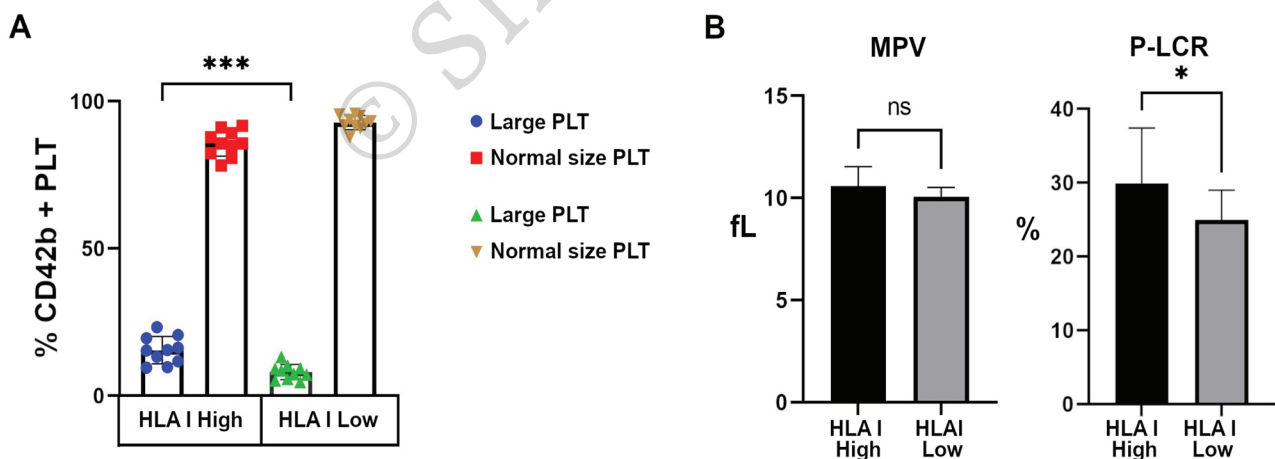 A
***
100
50
0
% CD42b + PLT
HLA I High
HLA I Low
Large PLT
Normal size PLT
Large PLT
Normal size PLT
B
MPV
ns
15
10
5
0
fL
HLA I
High
HLAI
Low
P-LCR
*
40
30
20
10
0
%
HLA I
High
HLA I
Low